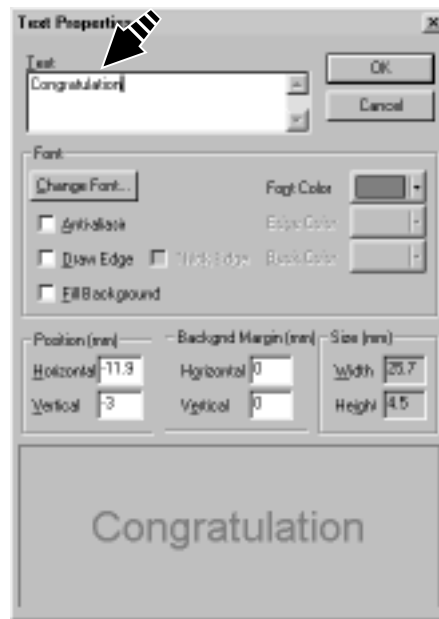 Text Properties
Text
Congratulation
OK
Cancel
Font
Change Font...
Font Color
Anti-aliasing
Edge Color
Draw Edge Thick Edge Back Color
Fill Background
Position (mm) Backgnd Margin (mm) Size (mm)
Horizontal -11.9 Horizontal 0 Width 25.7
Vertical -3 Vertical 0 Height 4.5
Congratulation